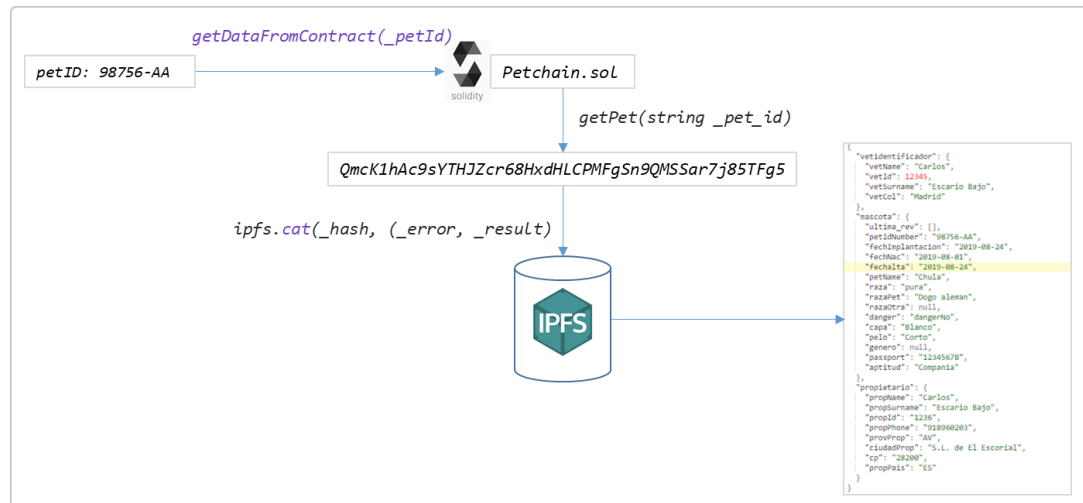 getDataFromContract(_petId)
petID: 98756-AA
solidity
Petchain.sol
getPet(string _pet_id)
QmcK1hAc9sYTHJZcr68HxdHLCPMFgSn9QMSSar7j85TFg5
ipfs.cat(_hash, (_error, _result)
IPFS
{
"vetidentificador": {
"vetName": "Carlos",
"vetId": 12345,
"vetSurname": "Escario Bajo",
"vetCol": "Madrid"
},
"mascota": {
"ultima_rev": [],
"petIdNumber": "98756-AA",
"fechImplantacion": "2019-08-24",
"fechNac": "2019-08-01",
"fechalta": "2019-08-24",
"petName": "Chula",
"raza": "pura",
"razaPet": "Dogo aleman",
"razaOtra": null,
"danger": "dangerNo",
"capa": "Blanco",
"pelo": "Corto",
"genero": null,
"passport": "12345678",
"aptitud": "Compania"
},
"propietario": {
"propName": "Carlos",
"propSurname": "Escario Bajo",
"propId": "1236",
"propPhone": "918960203",
"provProp": "AV",
"ciudadProp": "S.L. de El Escorial",
"cp": "28200",
"propPais": "ES"
}
}